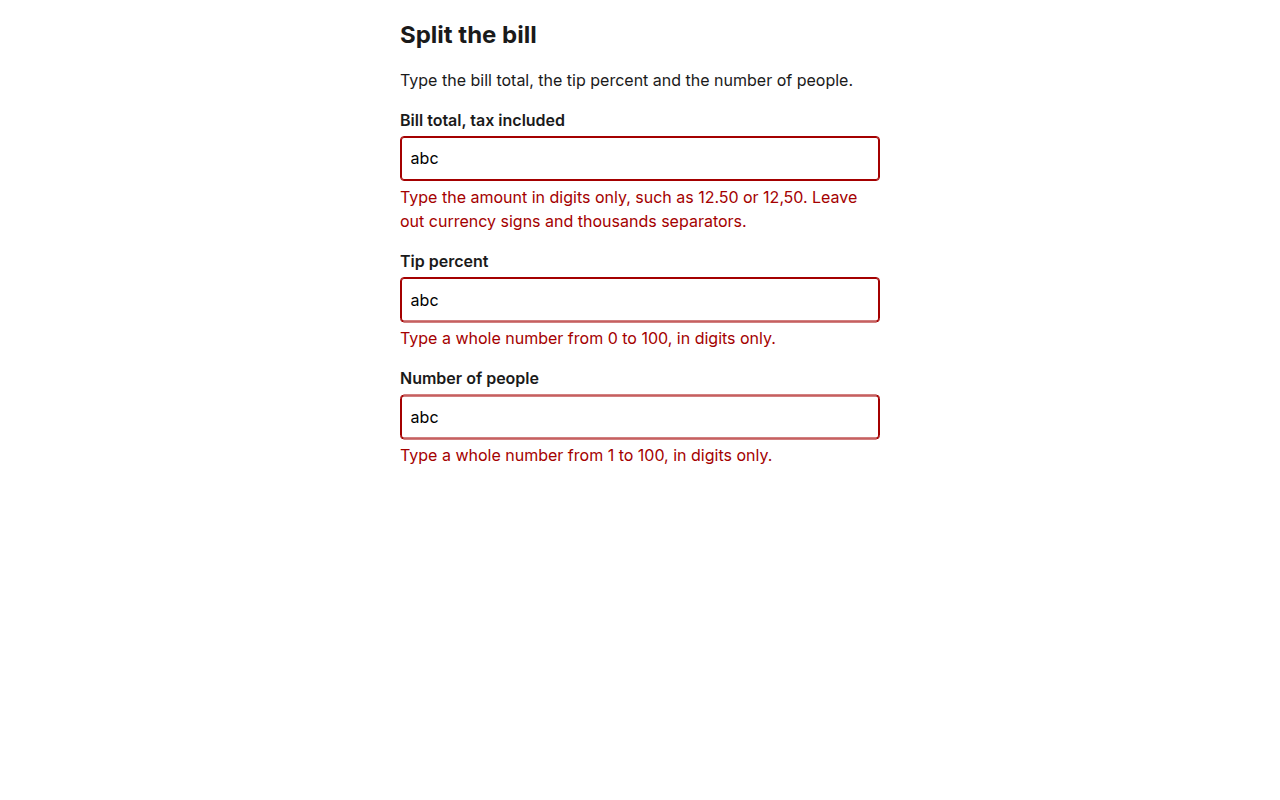 Split the bill
Type the bill total, the tip percent and the number of people.
Bill total, tax included
abc
Type the amount in digits only, such as 12.50 or 12,50. Leave
out currency signs and thousands separators.
Tip percent
abc
Type a whole number from 0 to 100, in digits only.
Number of people
abc
Type a whole number from 1 to 100, in digits only.